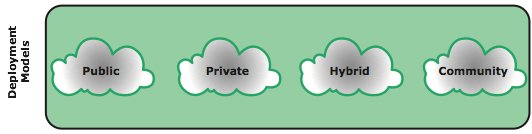 Deployment
Models
Public
Private
Hybrid
Community